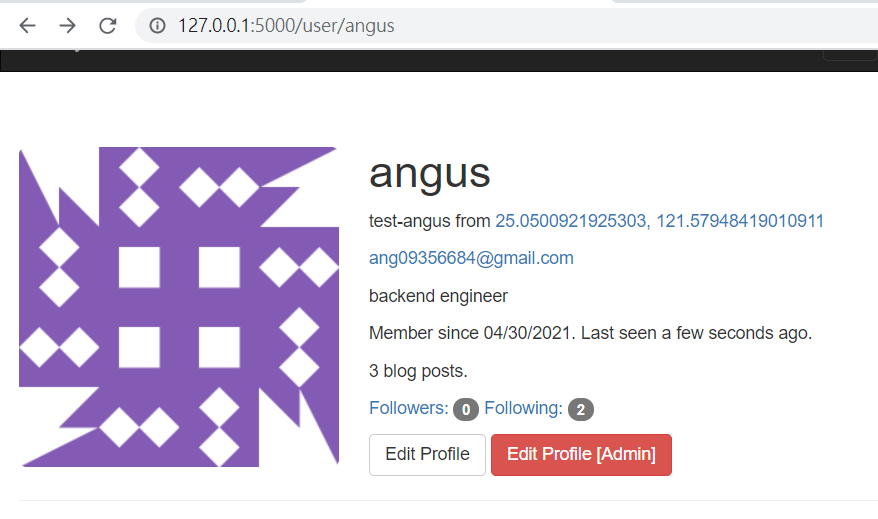 127.0.0.1:5000/user/angus
angus
test-angus from 25.0500921925303, 121.57948419010911
ang09356684@gmail.com
backend engineer
Member since 04/30/2021. Last seen a few seconds ago.
3 blog posts.
Followers: 0 Following: 2
Edit Profile Edit Profile [Admin]